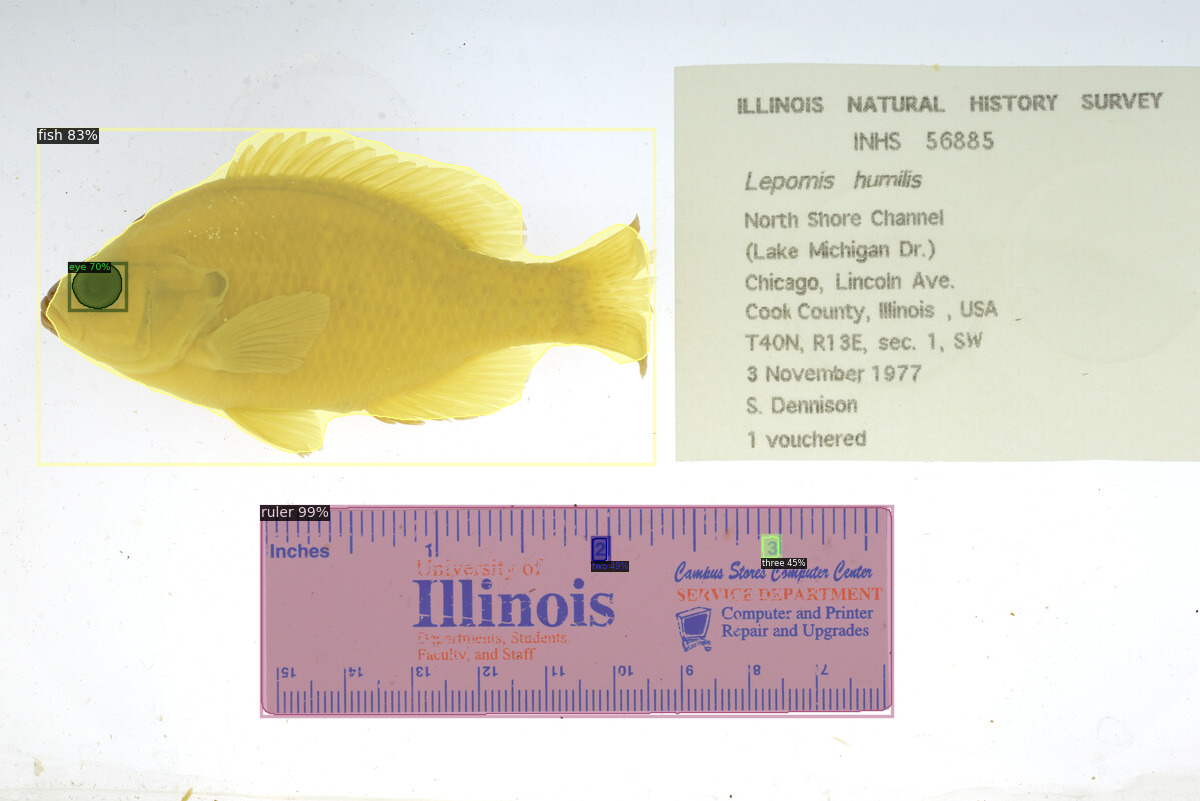 fish 83%
ILLINOIS NATURAL HISTORY SURVEY
INHS 56885
Lepomis humilis
North Shore Channel
(Lake Michigan Dr.)
Chicago, Lincoln Ave.
Cook County, Illinois , USA
T40N, R13E, sec. 1, SW
3 November 1977
S. Dennison
1 vouchered
eye 70%
ruler 99%
Inches
1 2 3
two 49%
three 45%
University of
Illinois
Departments, Students,
Faculty, and Staff
Campus Stores Computer Center
SERVICE DEPARTMENT
Computer and Printer
Repair and Upgrades
15 14 13 12 11 10 9 8 7